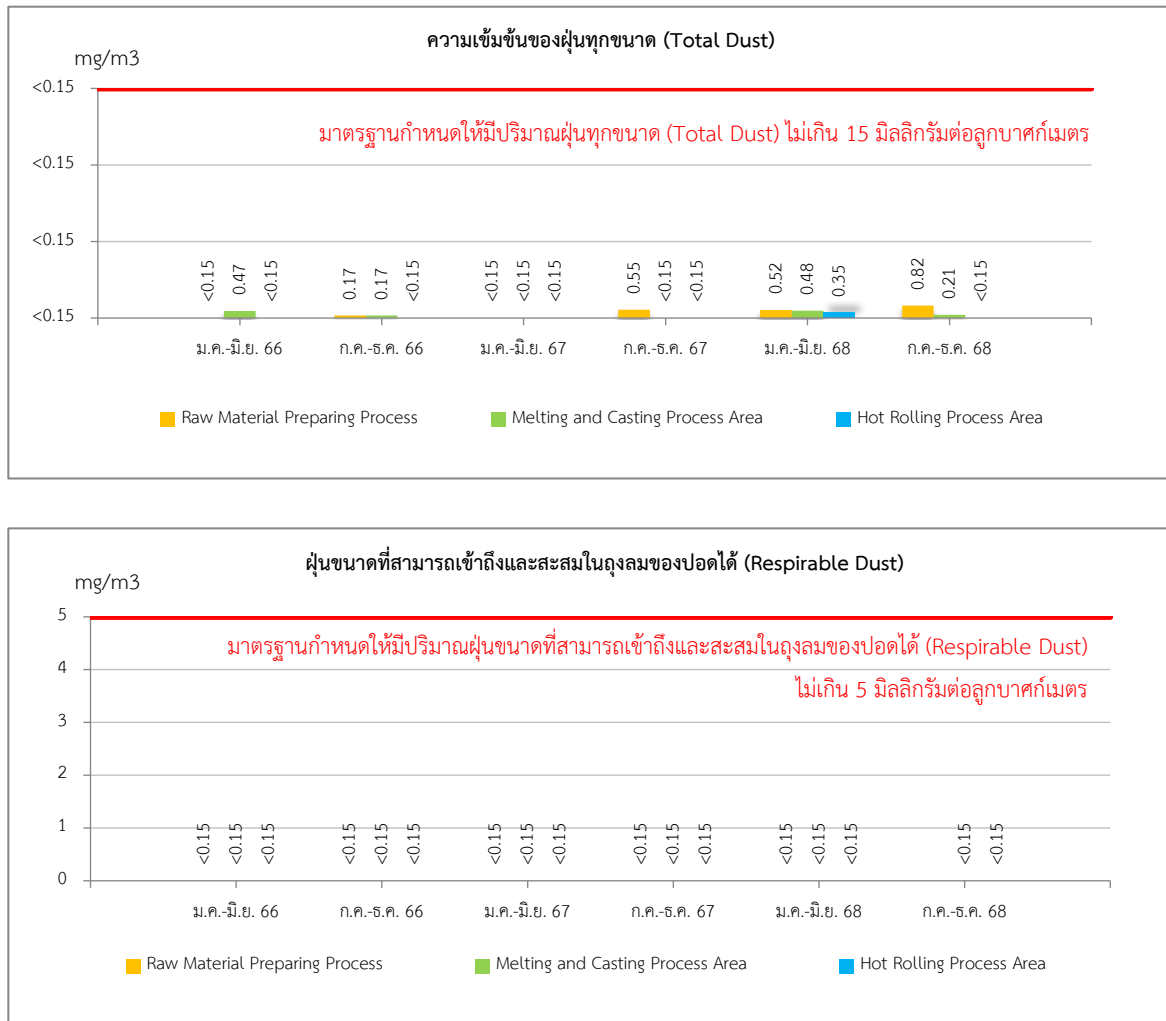 ความเข้มข้นของฝุ่นทุกขนาด (Total Dust)
mg/m3
<0.15
มาตรฐานกำหนดให้มีปริมาณฝุ่นทุกขนาด (Total Dust) ไม่เกิน 15 มิลลิกรัมต่อลูกบาศก์เมตร
<0.15
<0.15
<0.15 0.47 <0.15 0.17 0.17 <0.15 <0.15 <0.15 <0.15 0.55 <0.15 <0.15 0.52 0.48 0.35 0.82 0.21 <0.15
<0.15
ม.ค.-มิ.ย. 66 ก.ค.-ธ.ค. 66 ม.ค.-มิ.ย. 67 ก.ค.-ธ.ค. 67 ม.ค.-มิ.ย. 68 ก.ค.-ธ.ค. 68
Raw Material Preparing Process Melting and Casting Process Area Hot Rolling Process Area
ฝุ่นขนาดที่สามารถเข้าถึงและสะสมในถุงลมของปอดได้ (Respirable Dust)
mg/m3
5
มาตรฐานกำหนดให้มีปริมาณฝุ่นขนาดที่สามารถเข้าถึงและสะสมในถุงลมของปอดได้ (Respirable Dust)
4
ไม่เกิน 5 มิลลิกรัมต่อลูกบาศก์เมตร
3
2
1
<0.15 <0.15 <0.15 <0.15 <0.15 <0.15 <0.15 <0.15 <0.15 <0.15 <0.15 <0.15 <0.15 <0.15 <0.15 <0.15 <0.15
0
ม.ค.-มิ.ย. 66 ก.ค.-ธ.ค. 66 ม.ค.-มิ.ย. 67 ก.ค.-ธ.ค. 67 ม.ค.-มิ.ย. 68 ก.ค.-ธ.ค. 68
Raw Material Preparing Process Melting and Casting Process Area Hot Rolling Process Area